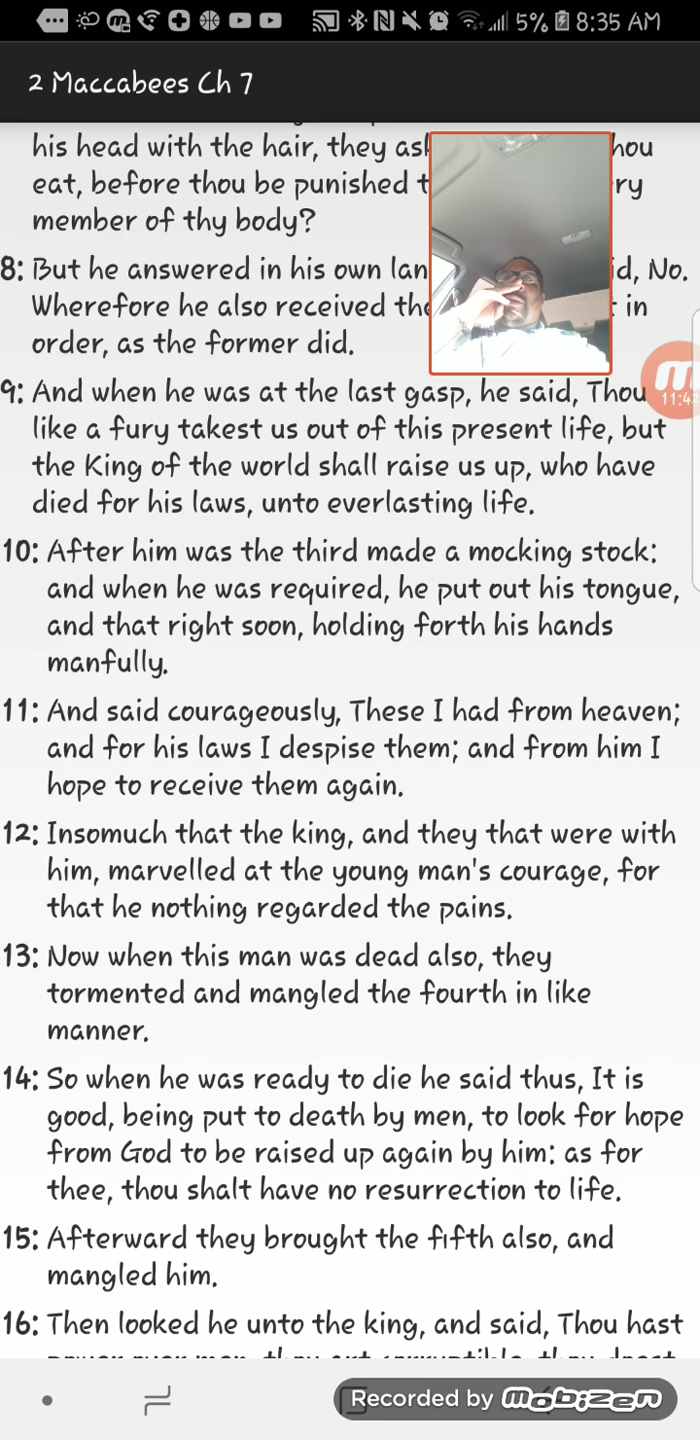 5% 8:35 AM
2 Maccabees Ch 7
his head with the hair, they hou
eat, before thou be punished ry
member of thy body?
8: But he answered in his own id, No.
Wherefore he also received in
order, as the former did.
9: And when he was at the last gasp, he said, Thou
like a fury takest us out of this present life, but
the King of the world shall raise us up, who have
died for his laws, unto everlasting life.
10: After him was the third made a mocking stock:
and when he was required, he put out his tongue,
and that right soon, holding forth his hands
manfully.
11: And said courageously, These I had from heaven;
and for his laws I despise them; and from him I
hope to receive them again.
12: Insomuch that the king, and they that were with
him, marvelled at the young man's courage, for
that he nothing regarded the pains.
13: Now when this man was dead also, they
tormented and mangled the fourth in like
manner.
14: So when he was ready to die he said thus, It is
good, being put to death by men, to look for hope
from God to be raised up again by him: as for
thee, thou shalt have no resurrection to life.
15: Afterward they brought the fifth also, and
mangled him.
16: Then looked he unto the king, and said, Thou hast
Recorded by mobizen